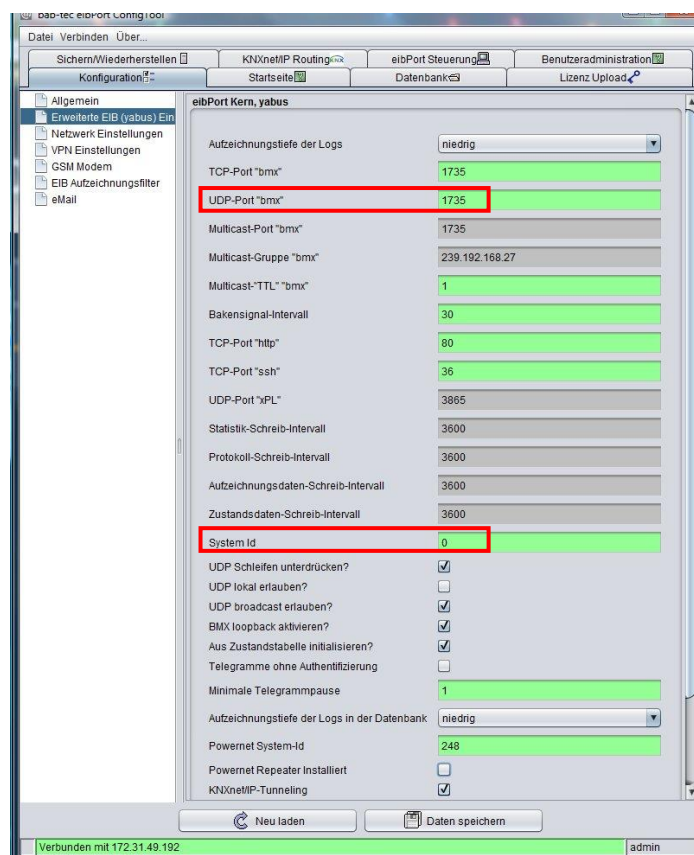 bab-tec eibPort ConfigTool
Datei Verbinden Über...
Sichern/Wiederherstellen KNXnet/IP Routing KNX eibPort Steuerung Benutzeradministration
Konfiguration Startseite Datenbank Lizenz Upload
Allgemein
Erweiterte EIB (yabus) Ein
Netzwerk Einstellungen
VPN Einstellungen
GSM Modem
EIB Aufzeichnungsfilter
eMail
eibPort Kern, yabus
Aufzeichnungstiefe der Logs niedrig
TCP-Port "bmx" 1735
UDP-Port "bmx" 1735
Multicast-Port "bmx" 1735
Multicast-Gruppe "bmx" 239.192.168.27
Multicast-"TTL" "bmx" 1
Bakensignal-Intervall 30
TCP-Port "http" 80
TCP-Port "ssh" 36
UDP-Port "xPL" 3865
Statistik-Schreib-Intervall 3600
Protokoll-Schreib-Intervall 3600
Aufzeichnungsdaten-Schreib-Intervall 3600
Zustandsdaten-Schreib-Intervall 3600
System Id 0
UDP Schleifen unterdrücken?
UDP lokal erlauben?
UDP broadcast erlauben?
BMX loopback aktivieren?
Aus Zustandstabelle initialisieren?
Telegramme ohne Authentifizierung
Minimale Telegrammpause 1
Aufzeichnungstiefe der Logs in der Datenbank niedrig
Powernet System-Id 248
Powernet Repeater Installiert
KNXnet/IP-Tunneling
Neu laden Daten speichern
Verbunden mit 172.31.49.192 admin